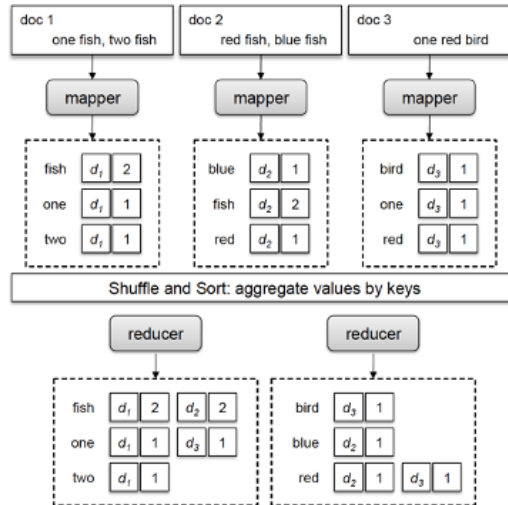 doc 1
one fish, two fish
doc 2
red fish, blue fish
doc 3
one red bird
mapper
mapper
mapper
fish d1 2
one d1 1
two d1 1
blue d2 1
fish d2 2
red d2 1
bird d3 1
one d3 1
red d3 1
Shuffle and Sort: aggregate values by keys
reducer
reducer
fish d1 2 d2 2
one d1 1 d3 1
two d1 1
bird d3 1
blue d2 1
red d2 1 d3 1